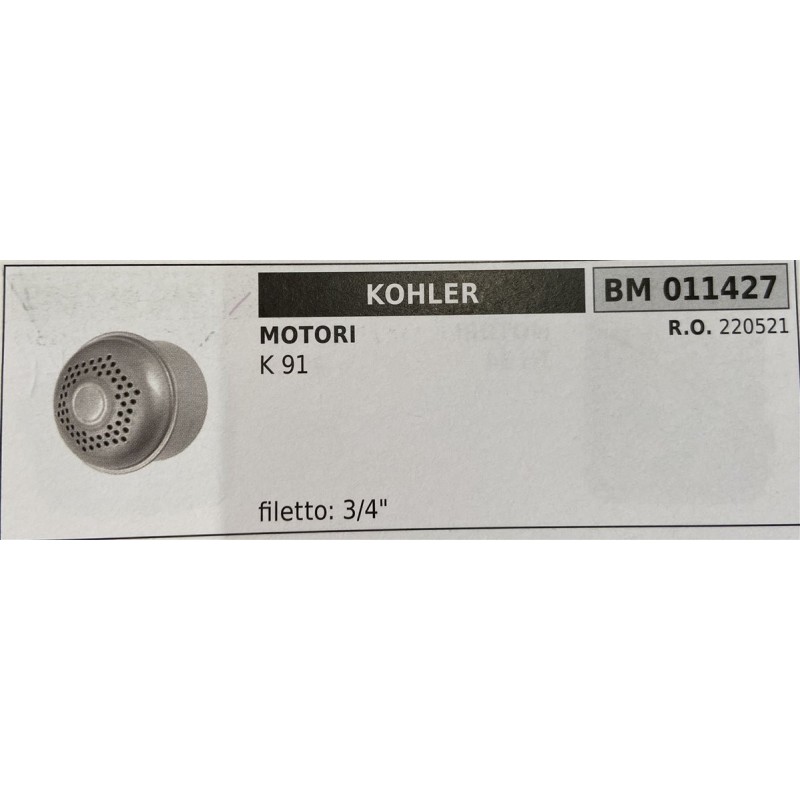 KOHLER
BM 011427
R.O. 220521
MOTORI
K 91
filetto: 3/4"